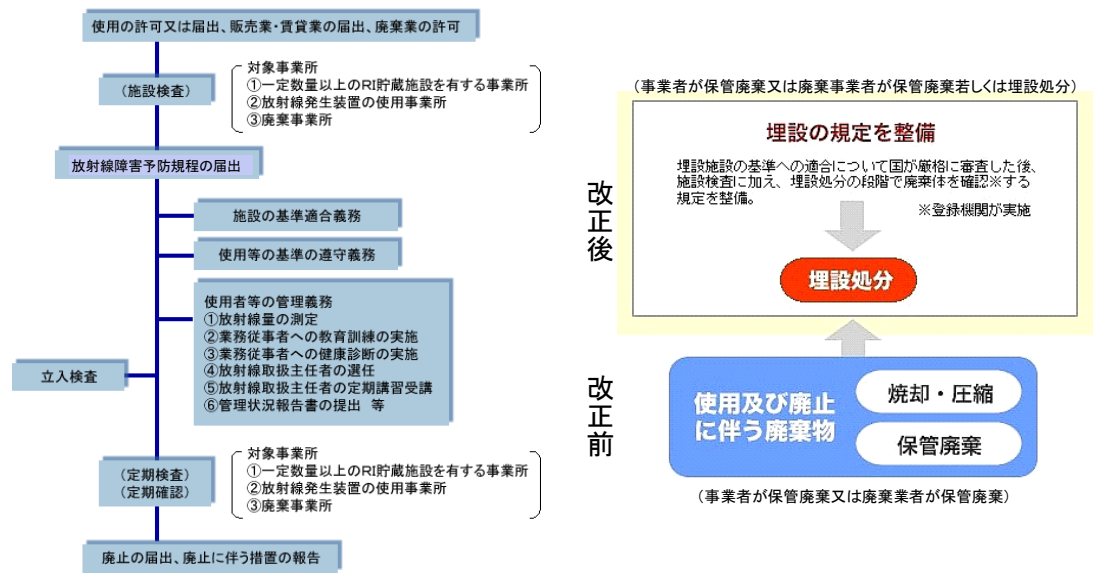 使用の許可又は届出、販売業・賃貸業の届出、廃棄業の許可
（施設検査）
対象事業所
①一定数量以上のRI貯蔵施設を有する事業所
②放射線発生装置の使用事業所
③廃棄事業所
放射線障害予防規程の届出
施設の基準適合義務
使用等の基準の遵守義務
使用者等の管理義務
①放射線量の測定
②業務従事者への教育訓練の実施
③業務従事者への健康診断の実施
④放射線取扱主任者の選任
⑤放射線取扱主任者の定期講習受講
⑥管理状況報告書の提出　等
立入検査
（定期検査）
（定期確認）
対象事業所
①一定数量以上のRI貯蔵施設を有する事業所
②放射線発生装置の使用事業所
③廃棄事業所
廃止の届出、廃止に伴う措置の報告
（事業者が保管廃棄又は廃棄事業者が保管廃棄若しくは埋設処分）
改正後
埋設の規定を整備
埋設施設の基準への適合について国が厳格に審査した後、
施設検査に加え、埋設処分の段階で廃棄体を確認※する
規定を整備。
※登録機関が実施
埋設処分
改正前
使用及び廃止
に伴う廃棄物
焼却・圧縮
保管廃棄
（事業者が保管廃棄又は廃棄業者が保管廃棄）